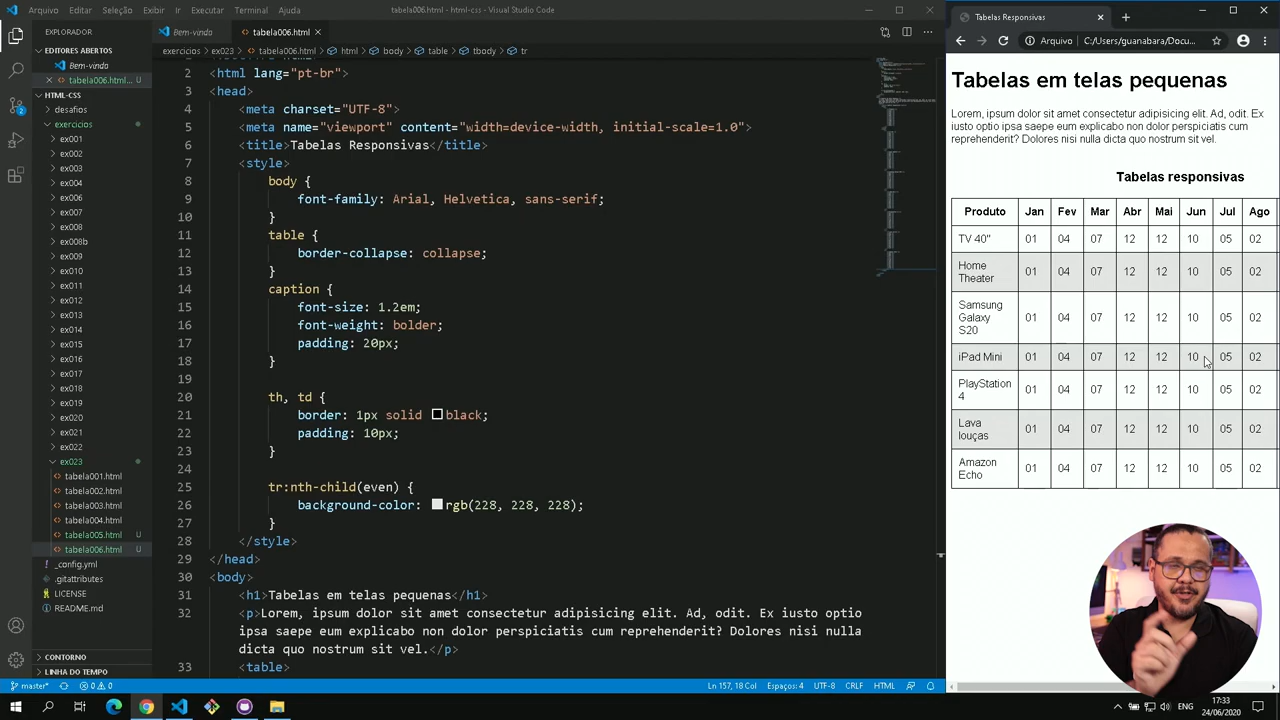 Arquivo Editar Seleção Exibir Ir Executar Terminal Ajuda
tabela006.html - html-css - Visual Studio Code
Tabelas Responsivas
EXPLORADOR
Bem-vindo
tabela006.html
Arquivo C:/Users/guanabara/Docu...
EDITORES ABERTOS
Bem-vindo
tabela006.html...
U
HTML-CSS
desafios
exercicios
ex001
ex002
ex003
ex004
ex006
ex007
ex008
ex008b
ex009
ex010
ex011
ex012
ex013
ex014
ex015
ex016
ex017
ex018
ex019
ex020
ex021
ex022
ex023
tabela001.html
tabela002.html
tabela003.html
tabela004.html
tabela005.html U
tabela006.html U
_config.yml
.gitattributes
LICENSE
README.md
CONTORNO
LINHA DO TEMPO
exercicios > ex023 > tabela006.html > html > body > table > tbody > tr
2 <html lang="pt-br">
3 <head>
4 <meta charset="UTF-8">
5 <meta name="viewport" content="width=device-width, initial-scale=1.0">
6 <title>Tabelas Responsivas</title>
7 <style>
8 body {
9 font-family: Arial, Helvetica, sans-serif;
10 }
11 table {
12 border-collapse: collapse;
13 }
14 caption {
15 font-size: 1.2em;
16 font-weight: bolder;
17 padding: 20px;
18 }
19
20 th, td {
21 border: 1px solid black;
22 padding: 10px;
23 }
24
25 tr:nth-child(even) {
26 background-color: rgb(228, 228, 228);
27 }
28 </style>
29 </head>
30 <body>
31 <h1>Tabelas em telas pequenas</h1>
32 <p>Lorem, ipsum dolor sit amet consectetur adipisicing elit. Ad, odit. Ex iusto optio
ipsa saepe eum explicabo non dolor perspiciatis cum reprehenderit? Dolores nisi nulla
dicta quo nostrum sit vel.</p>
33 <table>
Tabelas em telas pequenas
Lorem, ipsum dolor sit amet consectetur adipisicing elit. Ad, odit. Ex
iusto optio ipsa saepe eum explicabo non dolor perspiciatis cum
reprehenderit? Dolores nisi nulla dicta quo nostrum sit vel.
Tabelas responsivas
Produto Jan Fev Mar Abr Mai Jun Jul Ago
TV 40" 01 04 07 12 12 10 05 02
Home
Theater 01 04 07 12 12 10 05 02
Samsung
Galaxy
S20 01 04 07 12 12 10 05 02
iPad Mini 01 04 07 12 12 10 05 02
PlayStation
4 01 04 07 12 12 10 05 02
Lava
louças 01 04 07 12 12 10 05 02
Amazon
Echo 01 04 07 12 12 10 05 02
master* 0 0 Ln 157, 18 Col Espaços: 4 UTF-8 CRLF HTML
ENG
17:33
24/06/2020